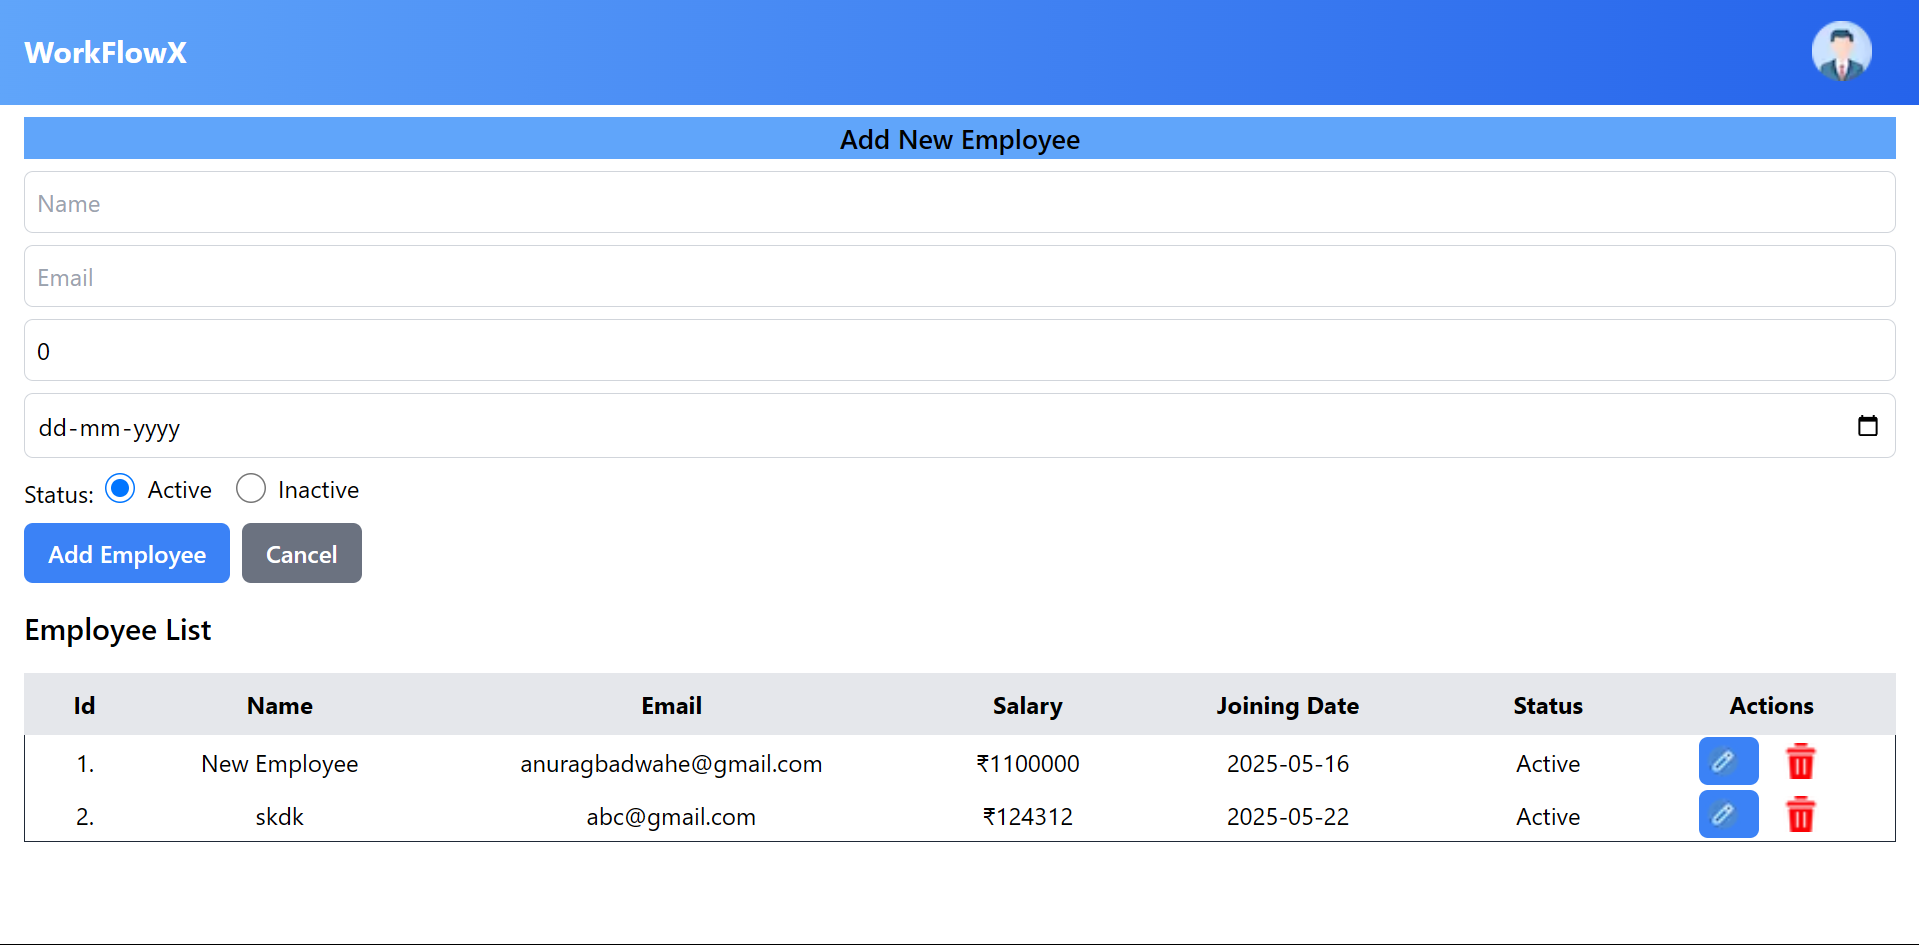 WorkFlowX
Add New Employee
Name
Email
0
dd-mm-yyyy
Status: Active Inactive
Add Employee Cancel
Employee List
Id Name Email Salary Joining Date Status Actions
1. New Employee anuragbadwahe@gmail.com ₹1100000 2025-05-16 Active
2. skdk abc@gmail.com ₹124312 2025-05-22 Active